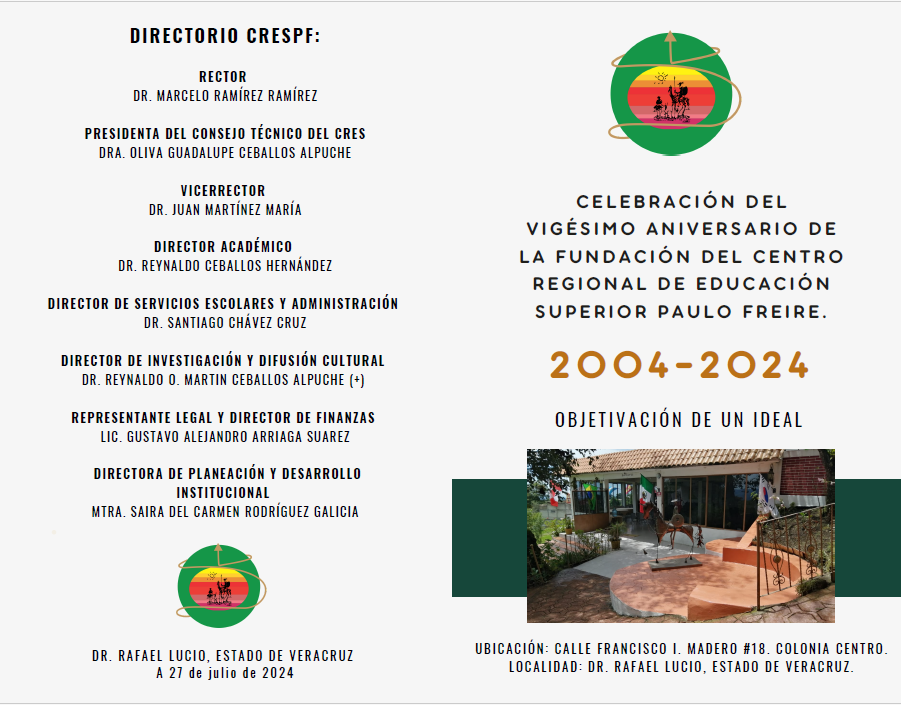 DIRECTORIO CRESPF:
RECTOR
DR. MARCELO RAMÍREZ RAMÍREZ
PRESIDENTA DEL CONSEJO TÉCNICO DEL CRES
DRA. OLIVA GUADALUPE CEBALLOS ALPUCHE
VICERRECTOR
DR. JUAN MARTÍNEZ MARÍA
DIRECTOR ACADÉMICO
DR. REYNALDO CEBALLOS HERNÁNDEZ
DIRECTOR DE SERVICIOS ESCOLARES Y ADMINISTRACIÓN
DR. SANTIAGO CHÁVEZ CRUZ
DIRECTOR DE INVESTIGACIÓN Y DIFUSIÓN CULTURAL
DR. REYNALDO O. MARTIN CEBALLOS ALPUCHE (+)
REPRESENTANTE LEGAL Y DIRECTOR DE FINANZAS
LIC. GUSTAVO ALEJANDRO ARRIAGA SUAREZ
DIRECTORA DE PLANEACIÓN Y DESARROLLO
INSTITUCIONAL
MTRA. SAIRA DEL CARMEN RODRÍGUEZ GALICIA
DR. RAFAEL LUCIO, ESTADO DE VERACRUZ
A 27 de julio de 2024
CELEBRACIÓN DEL
VIGÉSIMO ANIVERSARIO DE
LA FUNDACIÓN DEL CENTRO
REGIONAL DE EDUCACIÓN
SUPERIOR PAULO FREIRE.
2004-2024
OBJETIVACIÓN DE UN IDEAL
UBICACIÓN: CALLE FRANCISCO I. MADERO #18. COLONIA CENTRO.
LOCALIDAD: DR. RAFAEL LUCIO, ESTADO DE VERACRUZ.